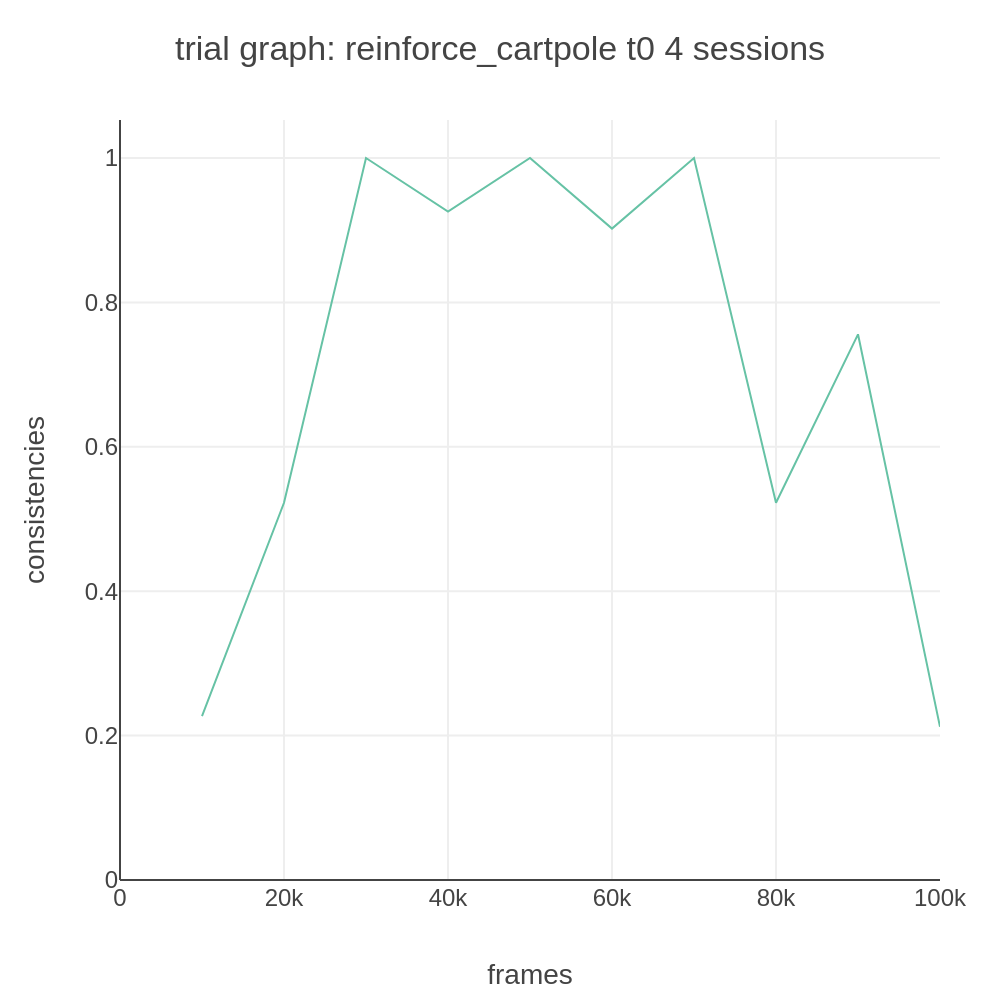 trial graph: reinforce_cartpole t0 4 sessions
1
0.8
0.6
0.4
0.2
0
consistencies
0 20k 40k 60k 80k 100k
frames